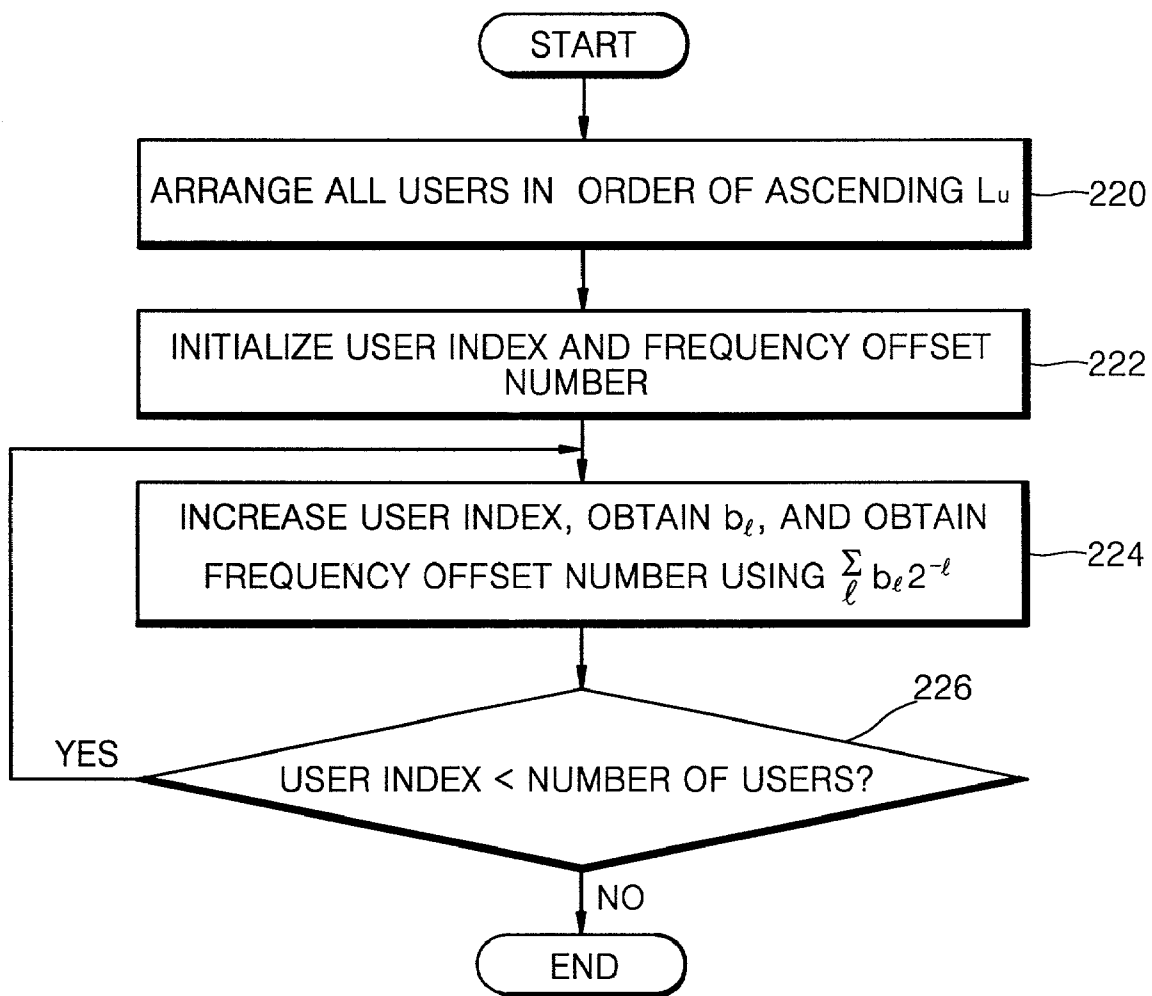 START
ARRANGE ALL USERS IN ORDER OF ASCENDING Lu
220
INITIALIZE USER INDEX AND FREQUENCY OFFSET
NUMBER
222
INCREASE USER INDEX, OBTAIN bℓ, AND OBTAIN
FREQUENCY OFFSET NUMBER USING Σℓ bℓ 2^-ℓ
224
226
YES
USER INDEX < NUMBER OF USERS?
NO
END